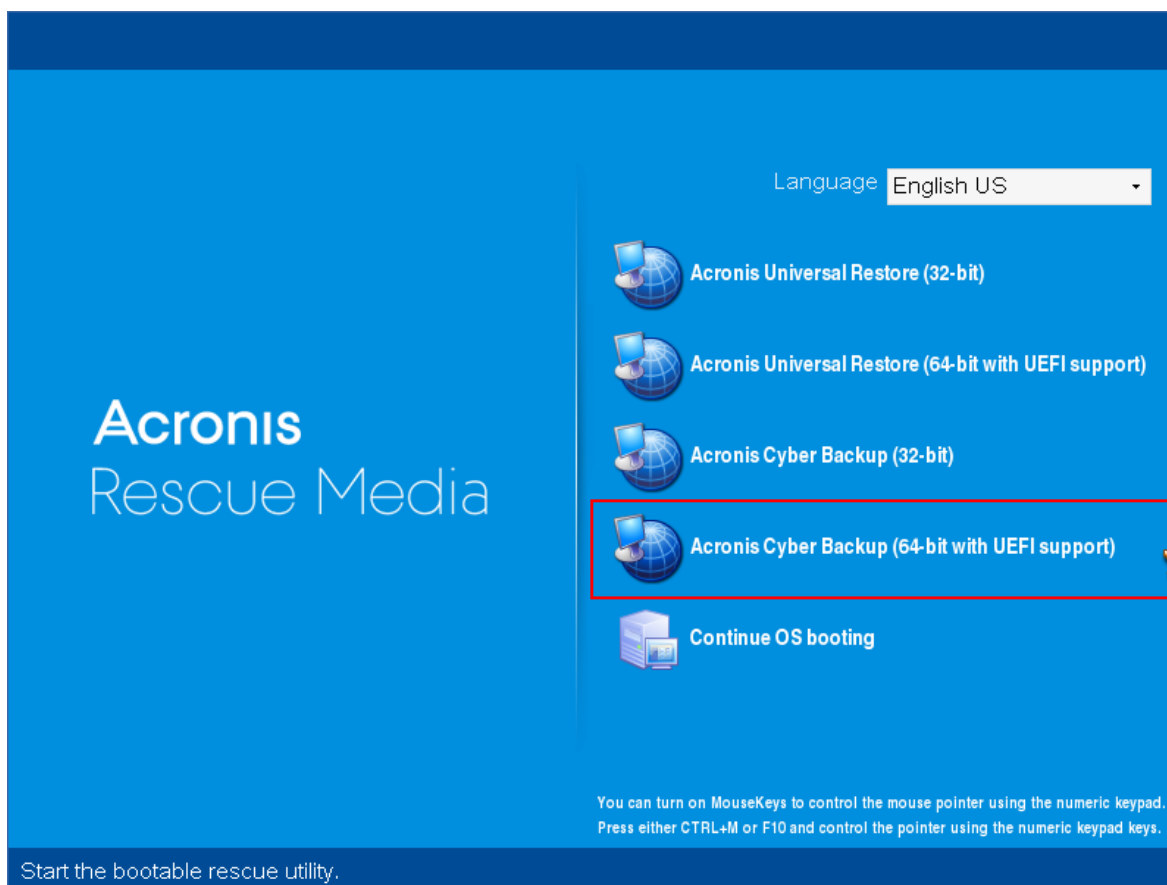 Language English US
Acronis Universal Restore (32-bit)
Acronis Universal Restore (64-bit with UEFI support)
Acronis
Rescue Media
Acronis Cyber Backup (32-bit)
Acronis Cyber Backup (64-bit with UEFI support)
Continue OS booting
You can turn on MouseKeys to control the mouse pointer using the numeric keypad.
Press either CTRL+M or F10 and control the pointer using the numeric keypad keys.
Start the bootable rescue utility.